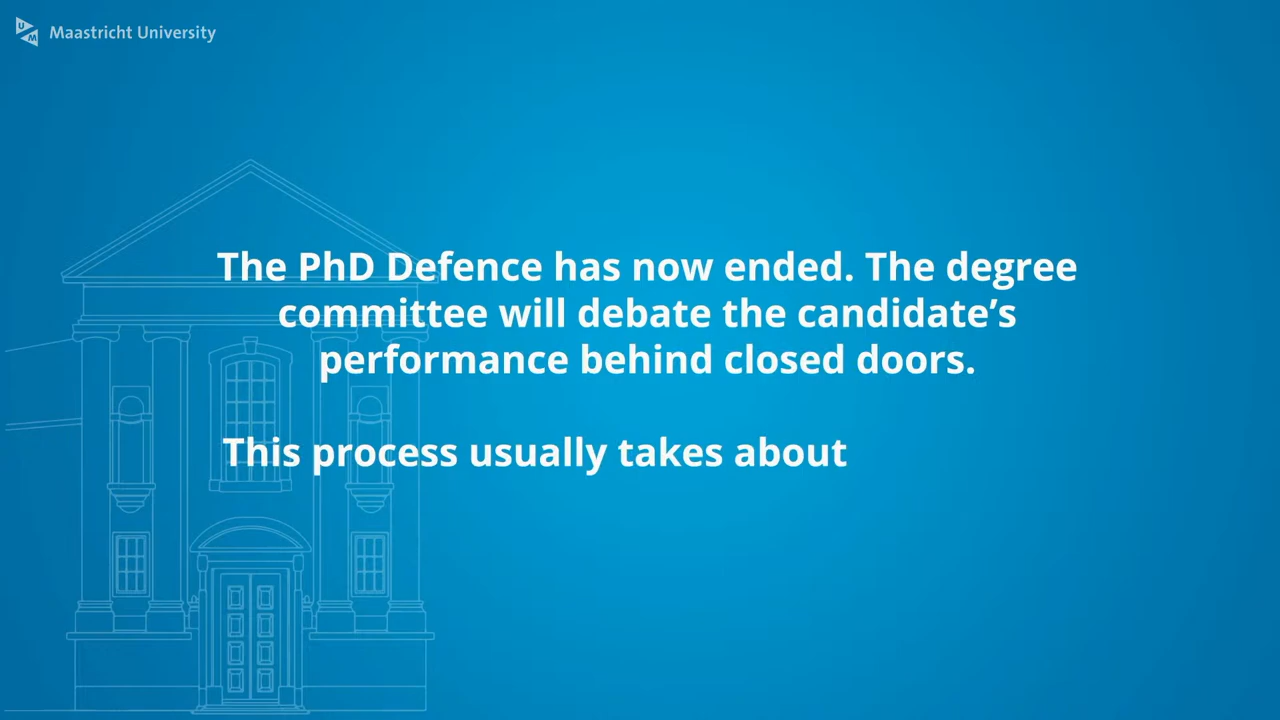 UM
Maastricht University
The PhD Defence has now ended. The degree
committee will debate the candidate’s
performance behind closed doors.
This process usually takes about